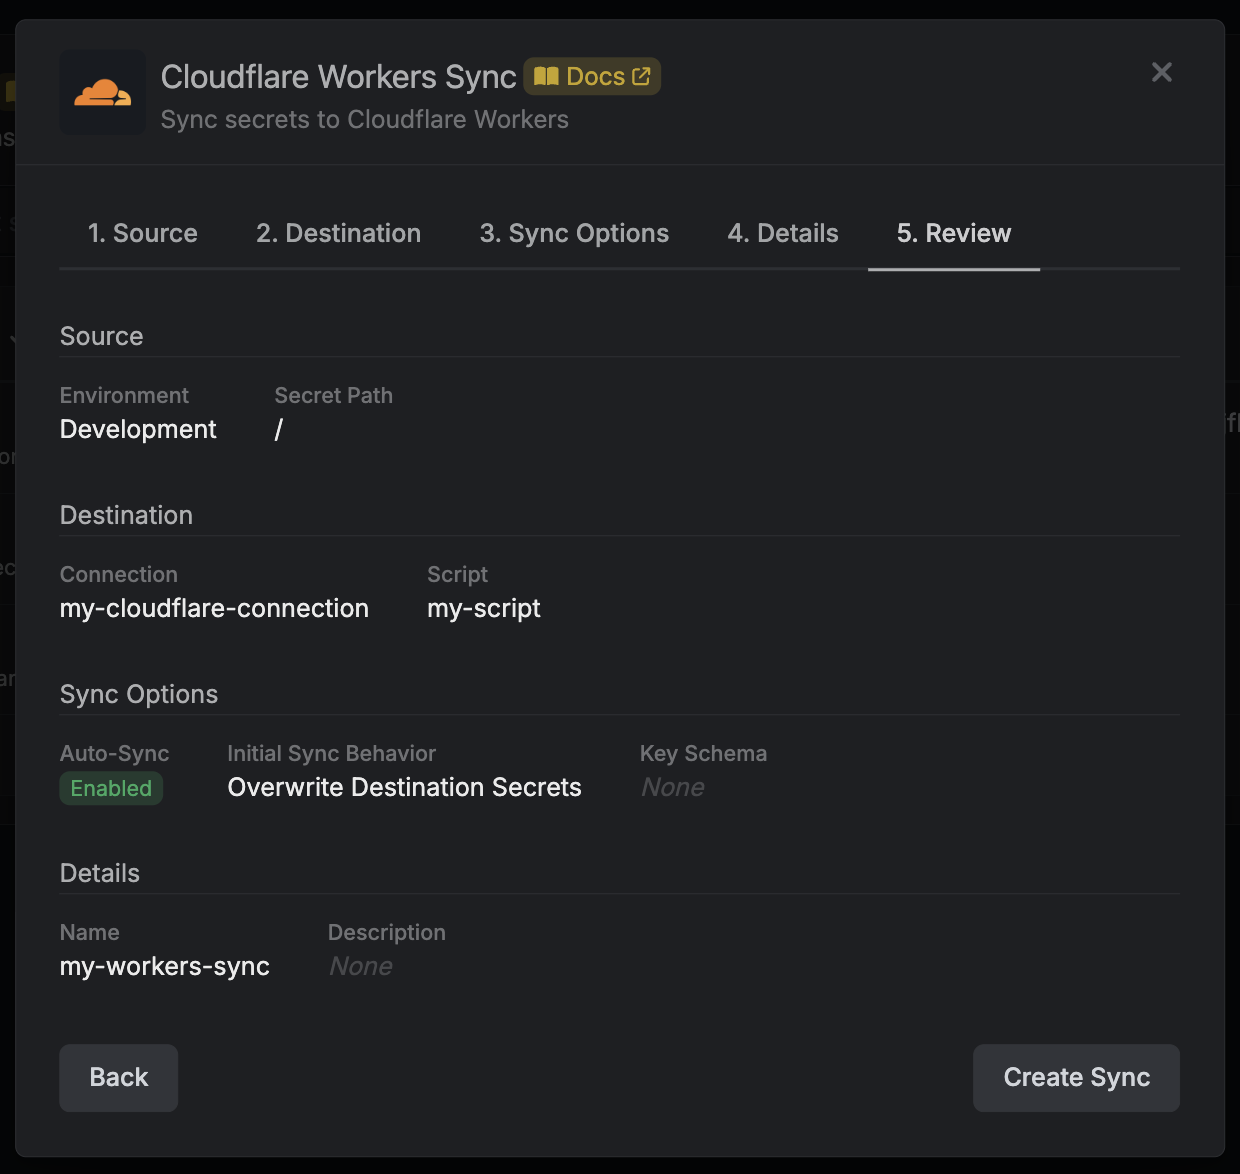 Cloudflare Workers Sync Docs
Sync secrets to Cloudflare Workers
1. Source 2. Destination 3. Sync Options 4. Details 5. Review
Source
Environment Secret Path
Development /
Destination
Connection Script
my-cloudflare-connection my-script
Sync Options
Auto-Sync Initial Sync Behavior Key Schema
Enabled Overwrite Destination Secrets None
Details
Name Description
my-workers-sync None
Back Create Sync